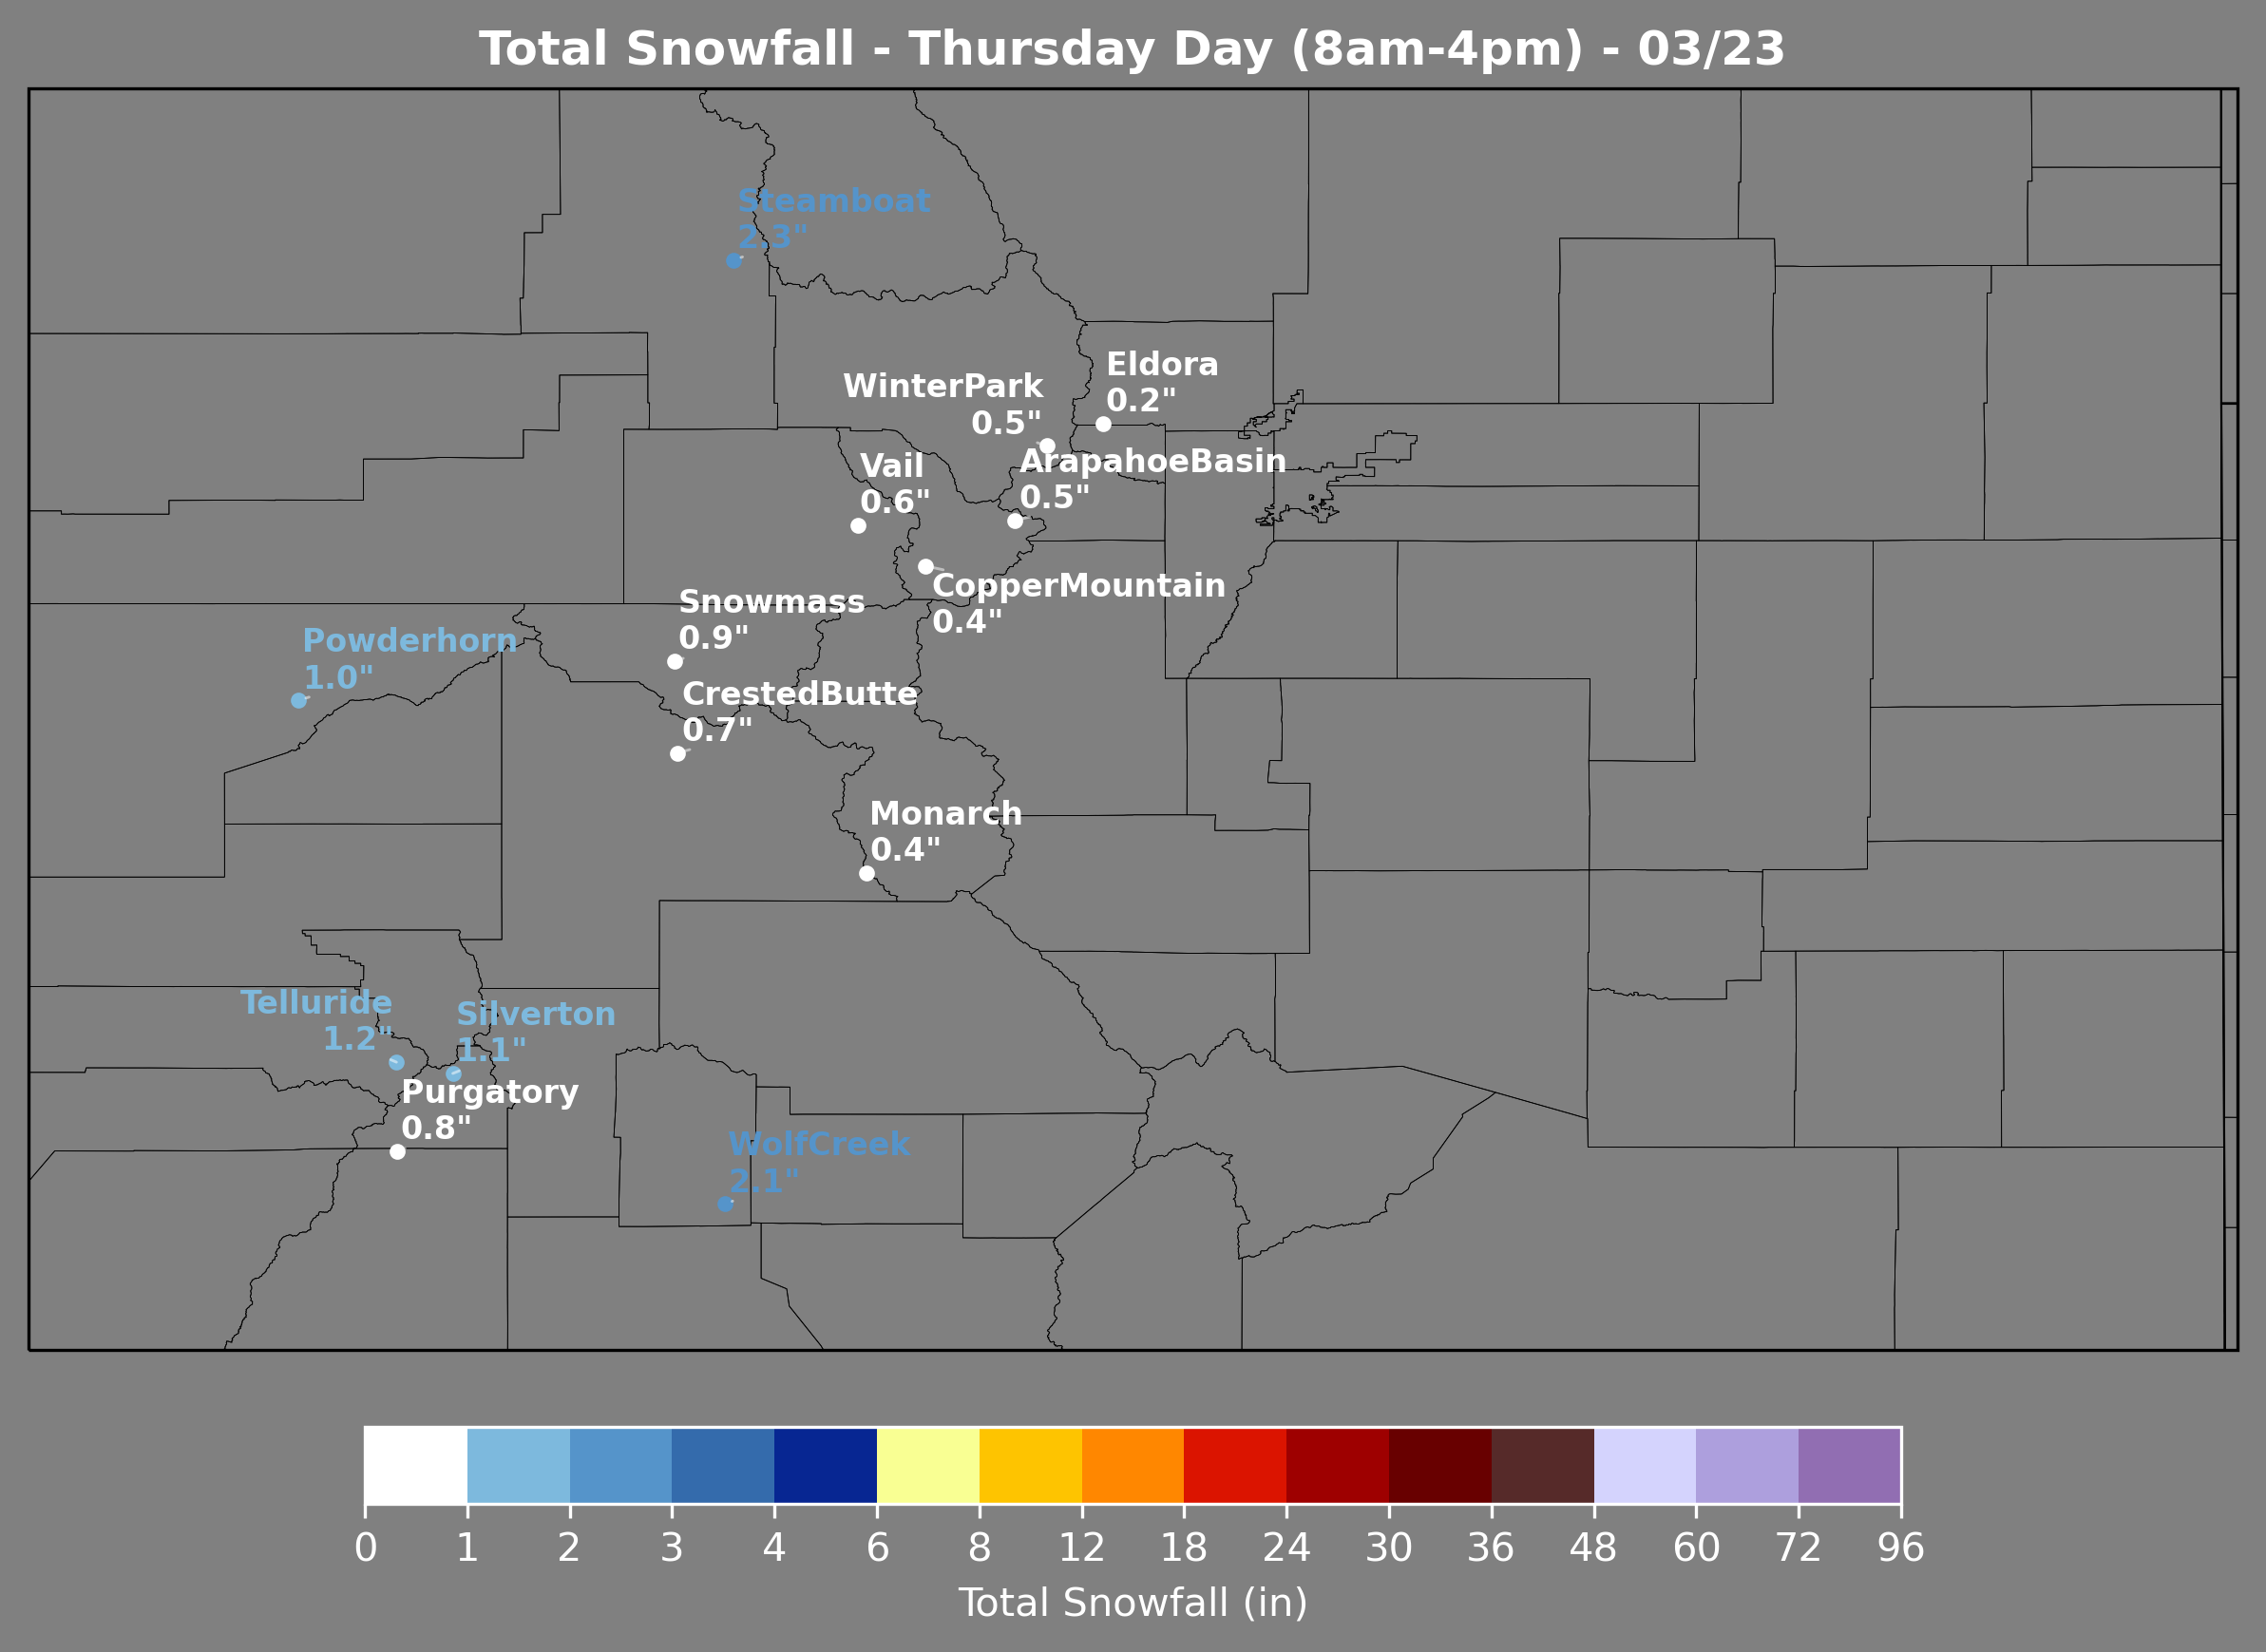 Total Snowfall - Thursday Day (8am-4pm) - 03/23
Steamboat
2.3"
Eldora
0.2"
WinterPark
0.5"
ArapahoeBasin
0.5"
Vail
0.6"
CopperMountain
0.4"
Snowmass
0.9"
Powderhorn
1.0"
CrestedButte
0.7"
Monarch
0.4"
Telluride
1.2"
Silverton
1.1"
Purgatory
0.8"
WolfCreek
2.1"
0 1 2 3 4 6 8 12 18 24 30 36 48 60 72 96
Total Snowfall (in)